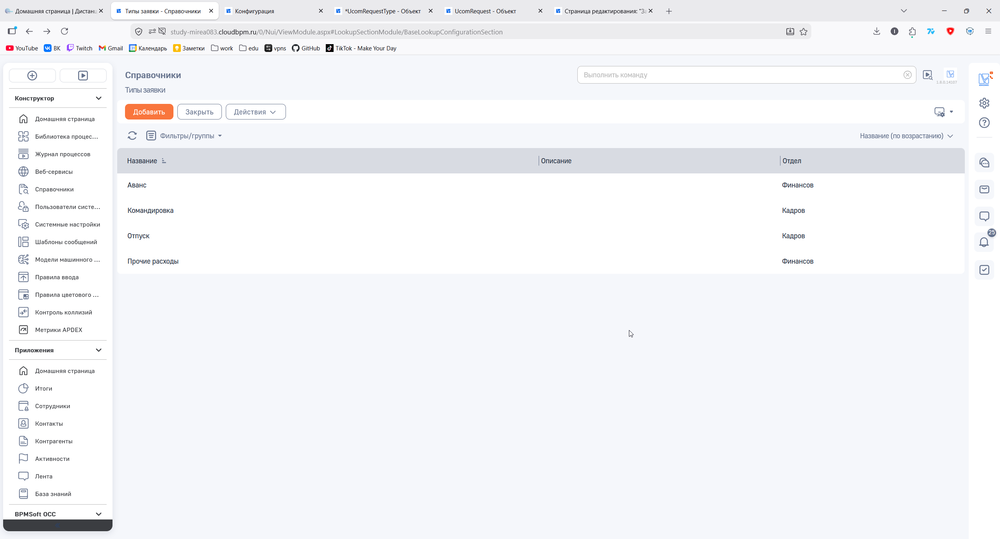 Домашняя страница | Дистанц
Типы заявки - Справочники
Конфигурация
*UcomRequestType - Объект
UcomRequest - Объект
Страница редактирования: "За
study-mirea083.cloudbpm.ru/0/Nui/ViewModule.aspx#LookupSectionModule/BaseLookupConfigurationSection
YouTube
ВК
Twitch
Gmail
31
Календарь
Заметки
work
edu
vpns
GitHub
TikTok - Make Your Day
Конструктор
Домашняя страница
Библиотека процес...
Журнал процессов
Веб-сервисы
Справочники
Пользователи систе...
Системные настройки
Шаблоны сообщений
Модели машинного ...
Правила ввода
Правила цветового ...
Контроль коллизий
Метрики APDEX
Приложения
Домашняя страница
Итоги
Сотрудники
Контакты
Контрагенты
Активности
Лента
База знаний
BPMSoft ОСС
Справочники
Типы заявки
Выполнить команду
1.8.0.14107
Добавить
Закрыть
Действия
Фильтры/группы
Название (по возрастанию)
Название
Описание
Отдел
Аванс
Финансов
Командировка
Кадров
Отпуск
Кадров
Прочие расходы
Финансов
ЮКОМС
25